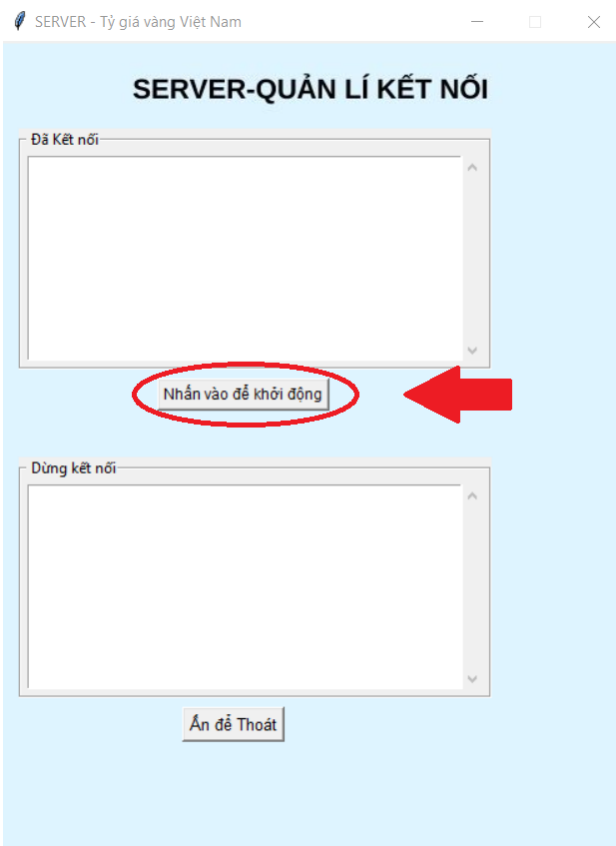 SERVER - Tỷ giá vàng Việt Nam
SERVER-QUẢN LÍ KẾT NỐI
Đã Kết nối
Nhấn vào để khởi động
Dừng kết nối
Ấn để Thoát